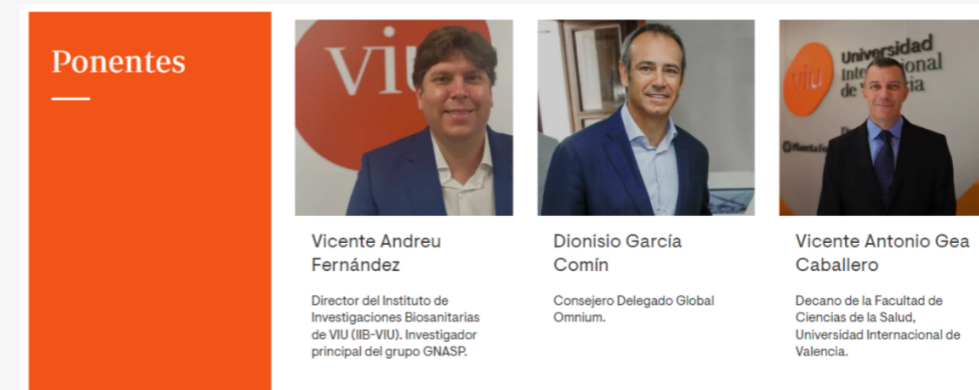 Ponentes
viu
Universidad
Vicente Andreu
Fernández
Director del Instituto de
Investigaciones Biosanitarias
de VIU (IIB-VIU). Investigador
principal del grupo GNASP.
Dionisio García
Comín
Consejero Delegado Global
Omnium.
Vicente Antonio Gea
Caballero
Decano de la Facultad de
Ciencias de la Salud,
Universidad Internacional de
Valencia.